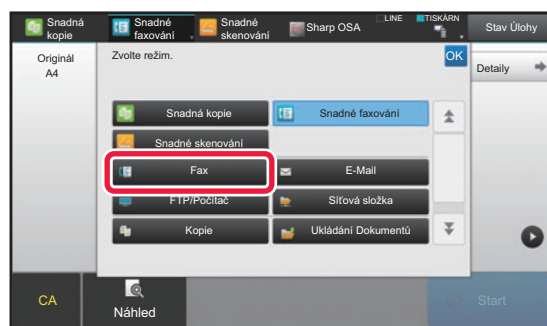 Snadná
kopie
Snadné
faxování
Snadné
skenování
Sharp OSA
LINE
TISKÁRN
Stav Úlohy
Originál
A4
Zvolte režim.
OK
Detaily
Snadná kopie
Snadné faxování
Snadné skenování
Fax
E-Mail
FTP/Počítač
Síťová složka
Kopie
Ukládání Dokumentů
CA
Náhled
Start